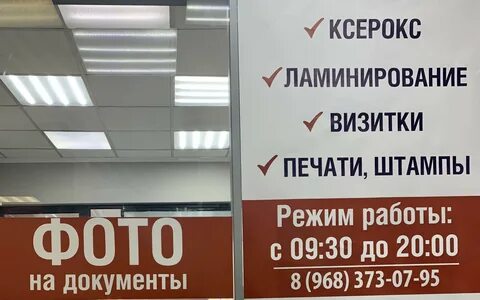 ✓ КСЕРОКС
✓ ЛАМИНИРОВАНИЕ
✓ ВИЗИТКИ
✓ ПЕЧАТИ, ШТАМПЫ
ФОТО
на документы
Режим работы:
с 09:30 до 20:00
8 (968) 373-07-95